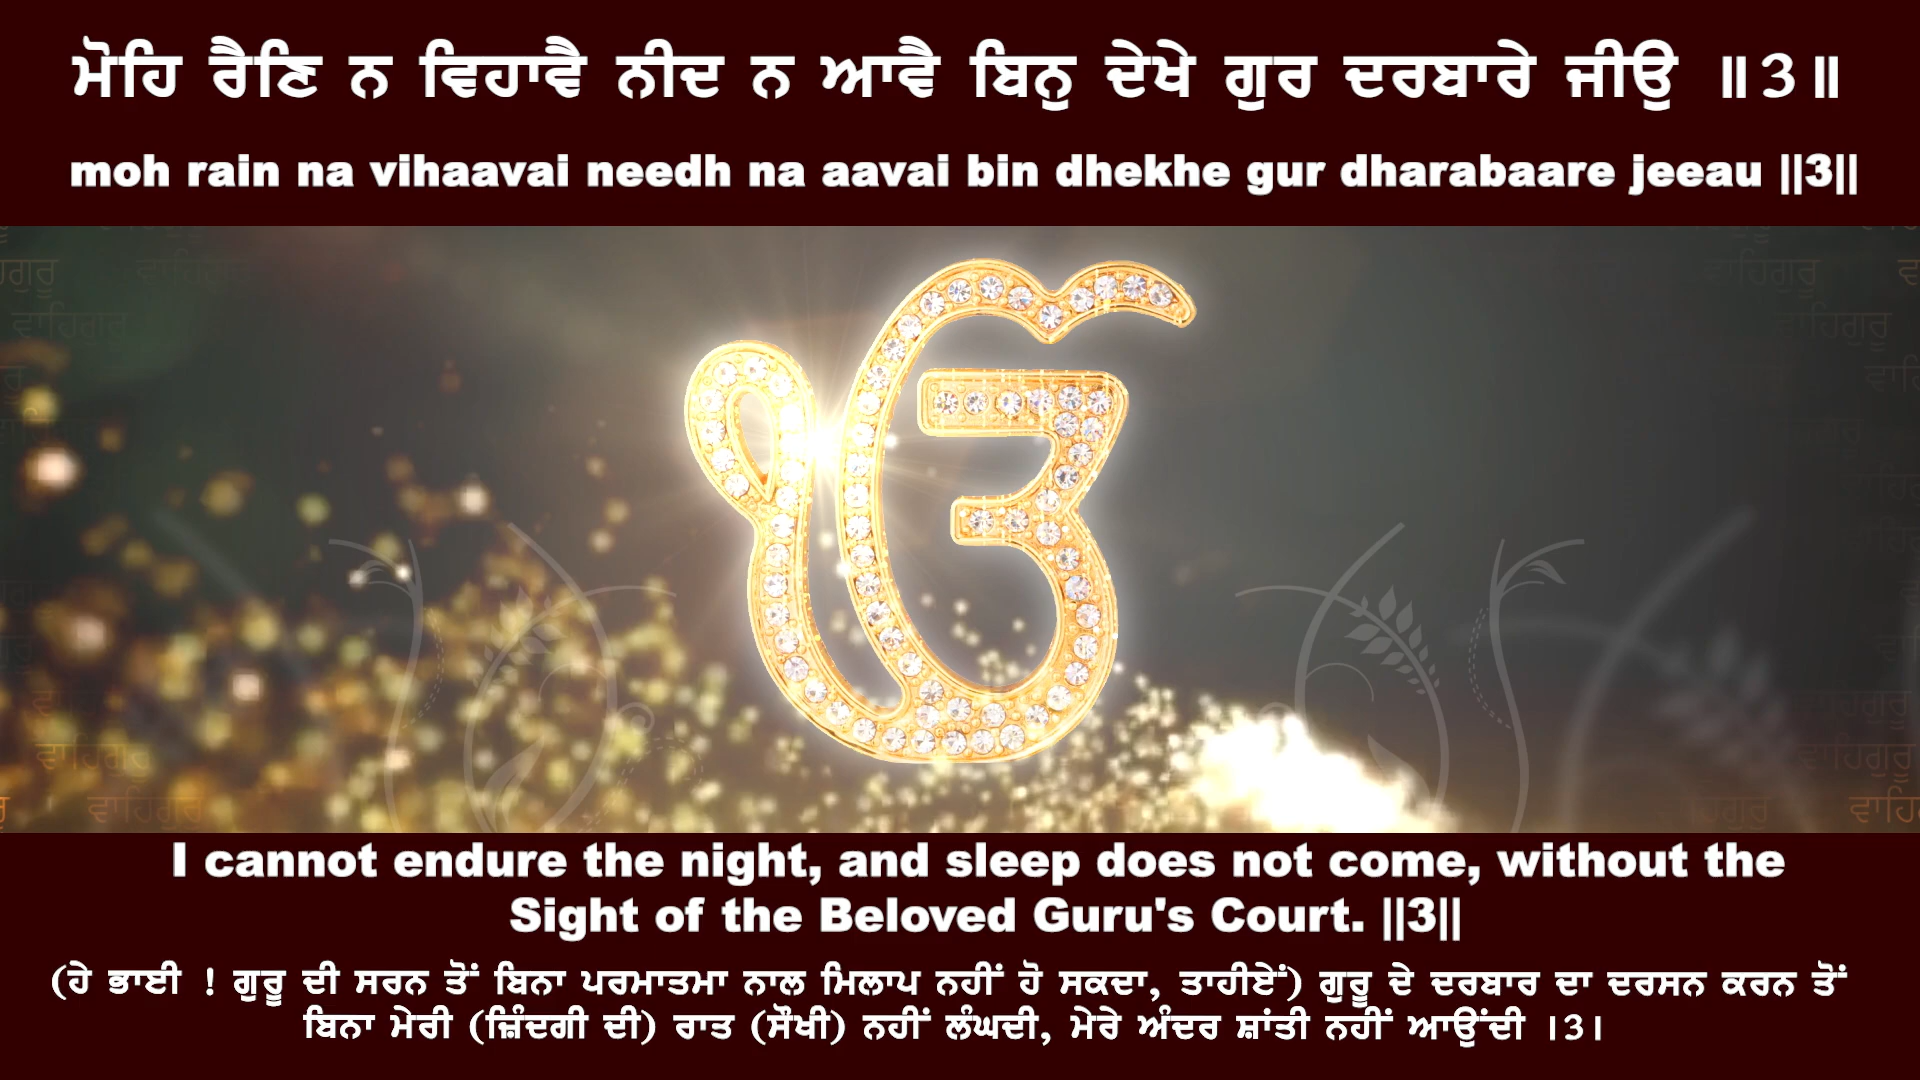 ਮੋਹਿ ਰੈਣਿ ਨ ਵਿਹਾਵੈ ਨੀਦ ਨ ਆਵੈ ਬਿਨੁ ਦੇਖੇ ਗੁਰ ਦਰਬਾਰੇ ਜੀਉ ॥3॥
moh rain na vihaavai needh na aavai bin dhekhe gur dharabaare jeeau ||3||
ਵਾਹਿਗੁਰੂ
ਵਾਹਿਗੁਰੂ
ਵਾਹਿਗੁਰੂ
ਵਾਹਿਗੁਰੂ
ਵਾਹਿਗੁਰੂ
ਵਾਹਿਗੁਰੂ
ਵਾਹਿਗੁਰੂ
I cannot endure the night, and sleep does not come, without the
Sight of the Beloved Guru's Court. ||3||
(ਹੇ ਭਾਈ ! ਗੁਰੂ ਦੀ ਸਰਨ ਤੋਂ ਬਿਨਾ ਪਰਮਾਤਮਾ ਨਾਲ ਮਿਲਾਪ ਨਹੀਂ ਹੋ ਸਕਦਾ, ਤਾਹੀਏਂ) ਗੁਰੂ ਦੇ ਦਰਬਾਰ ਦਾ ਦਰਸਨ ਕਰਨ ਤੋਂ
ਬਿਨਾ ਮੇਰੀ (ਜ਼ਿੰਦਗੀ ਦੀ) ਰਾਤ (ਸੌਖੀ) ਨਹੀਂ ਲੰਘਦੀ, ਮੇਰੇ ਅੰਦਰ ਸ਼ਾਂਤੀ ਨਹੀਂ ਆਉਂਦੀ ।3।